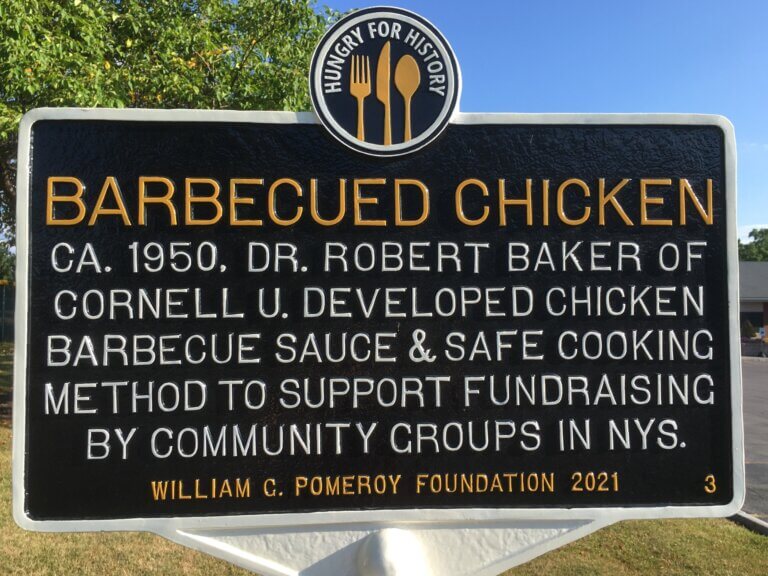 HUNGRY FOR HISTORY
BARBECUED CHICKEN
CA. 1950, DR. ROBERT BAKER OF
CORNELL U. DEVELOPED CHICKEN
BARBECUE SAUCE & SAFE COOKING
METHOD TO SUPPORT FUNDRAISING
BY COMMUNITY GROUPS IN NYS.
WILLIAM G. POMEROY FOUNDATION 2021 3